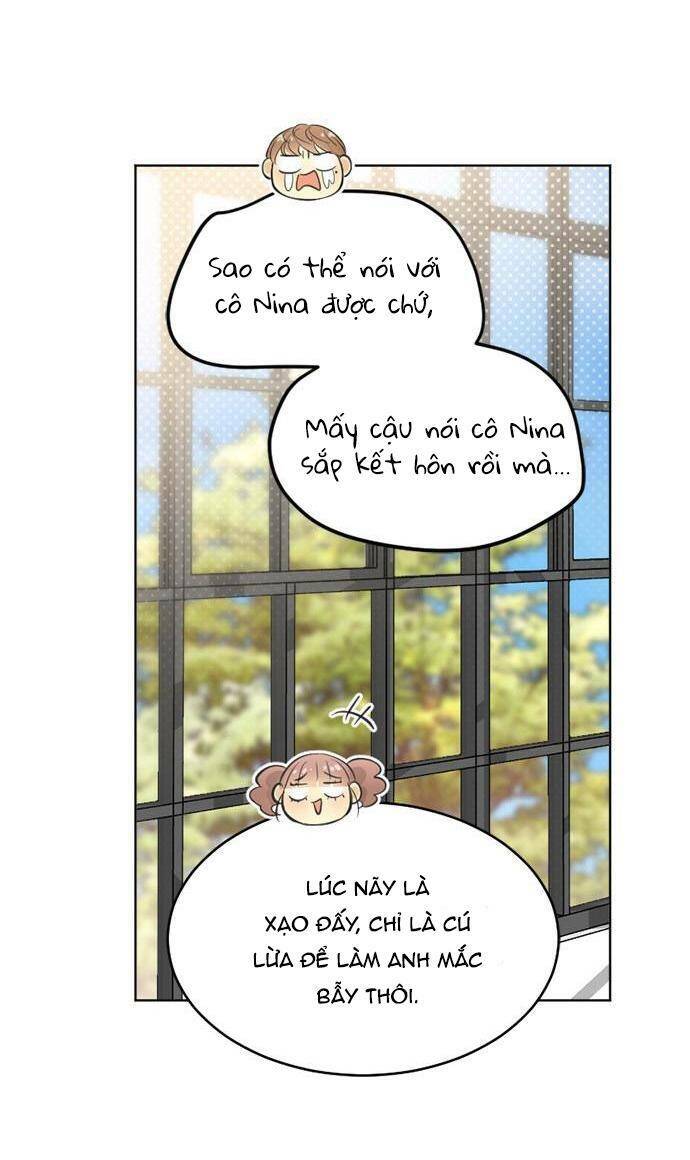 Sao có thể nói với
cô Nina được chứ,
Mấy cậu nói cô Nina
sắp kết hôn rồi mà...
LÚC NÃY LÀ
XẠO ĐẤY, CHỈ LÀ CÚ
LỪA ĐỂ LÀM ANH MẮC
BẪY THÔI.